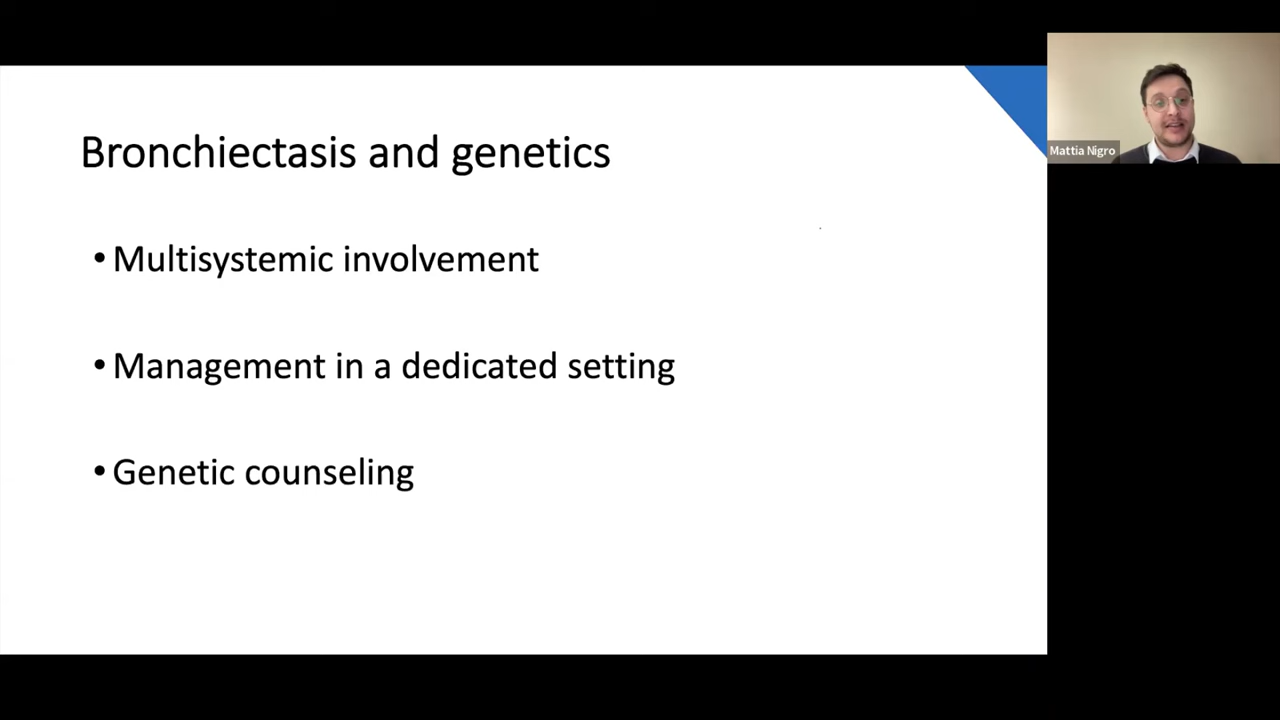 Bronchiectasis and genetics
• Multisystemic involvement
• Management in a dedicated setting
• Genetic counseling
Mattia Nigro